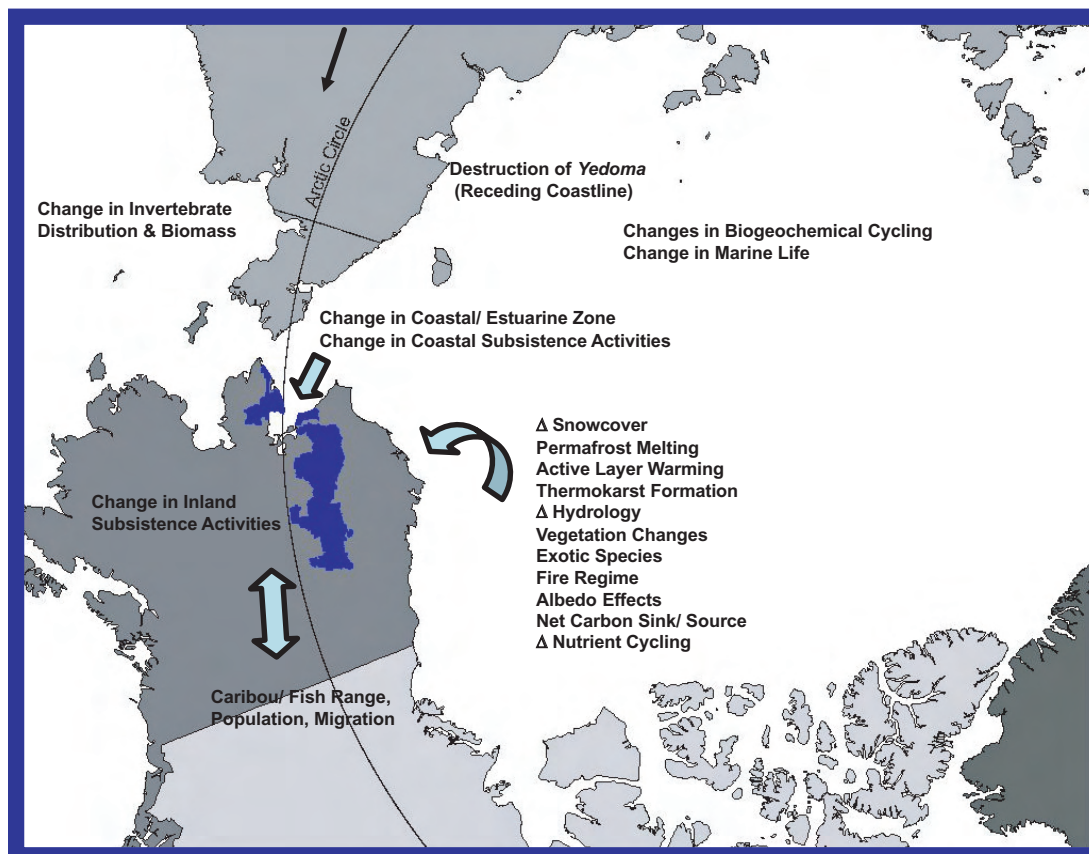 Arctic Circle
Destruction of Yedoma
(Receding Coastline)
Change in Invertebrate
Distribution & Biomass
Changes in Biogeochemical Cycling
Change in Marine Life
Change in Coastal/ Estuarine Zone
Change in Coastal Subsistence Activities
Δ Snowcover
Permafrost Melting
Active Layer Warming
Thermokarst Formation
Δ Hydrology
Vegetation Changes
Exotic Species
Fire Regime
Albedo Effects
Net Carbon Sink/ Source
Δ Nutrient Cycling
Change in Inland
Subsistence Activities
Caribou/ Fish Range,
Population, Migration